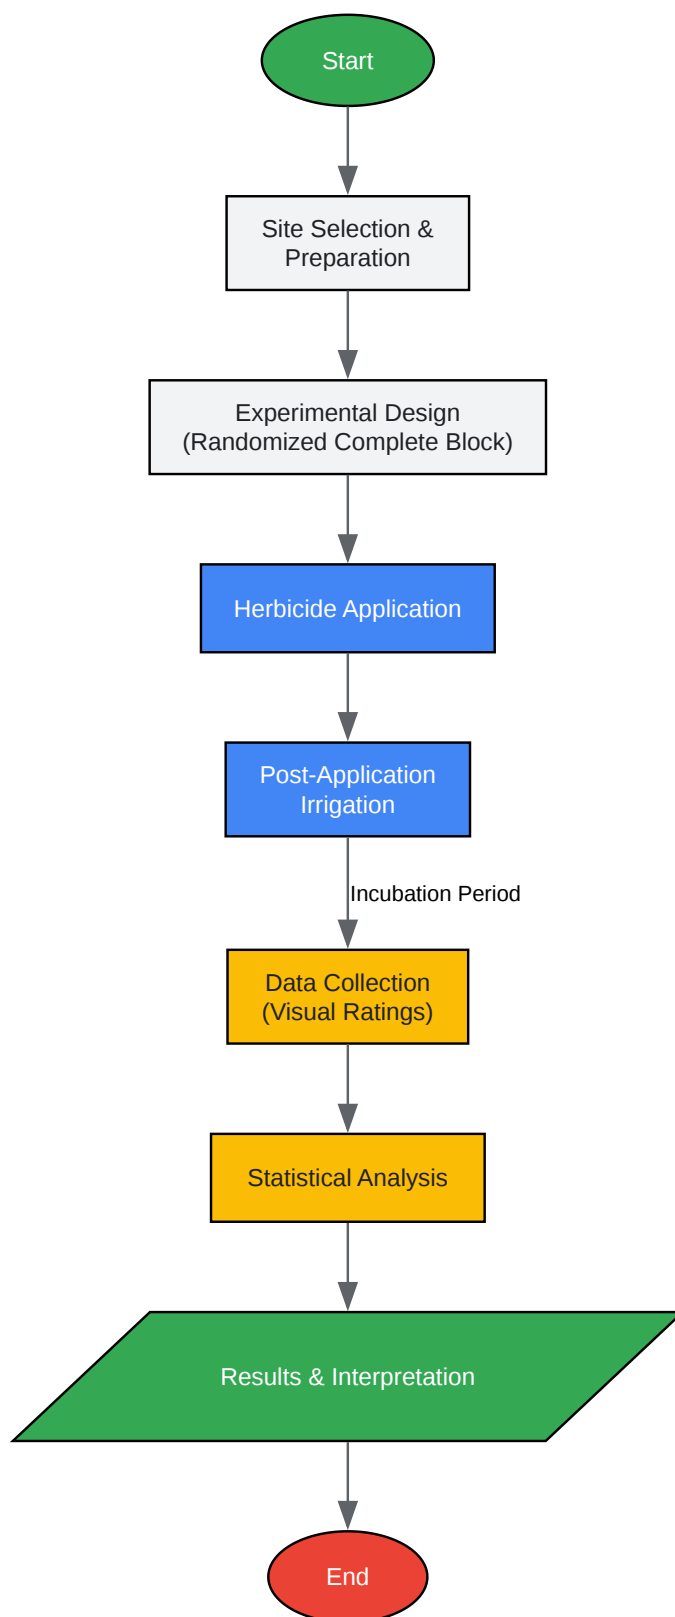 Start
Site Selection &
Preparation
Experimental Design
(Randomized Complete Block)
Herbicide Application
Post-Application
Irrigation
Incubation Period
Data Collection
(Visual Ratings)
Statistical Analysis
Results & Interpretation
End